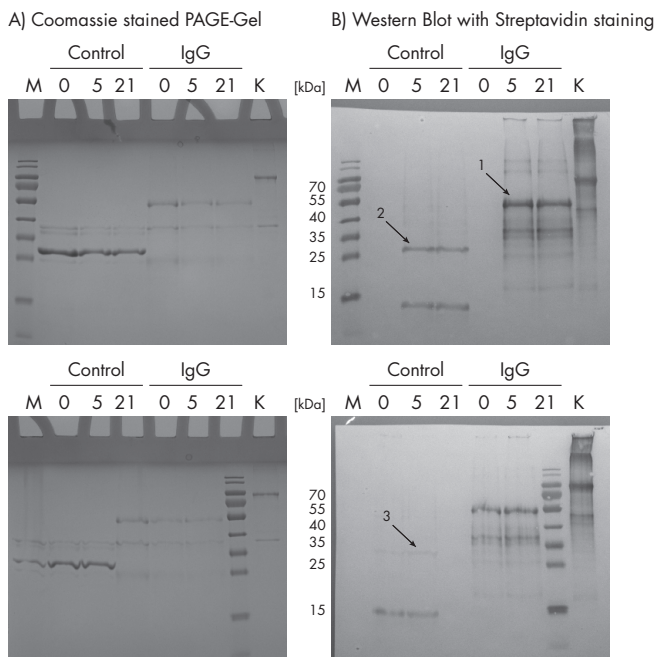 A) Coomassie stained PAGE-Gel
B) Western Blot with Streptavidin staining
Control IgG
M 0 5 21 0 5 21 K
[kDa]
Control IgG
M 0 5 21 0 5 21 K
70
55
40
35
25
15
1
2
Control IgG
M 0 5 21 0 5 21 K
[kDa]
Control IgG
M 0 5 21 0 5 21 K
70
55
40
35
25
15
3